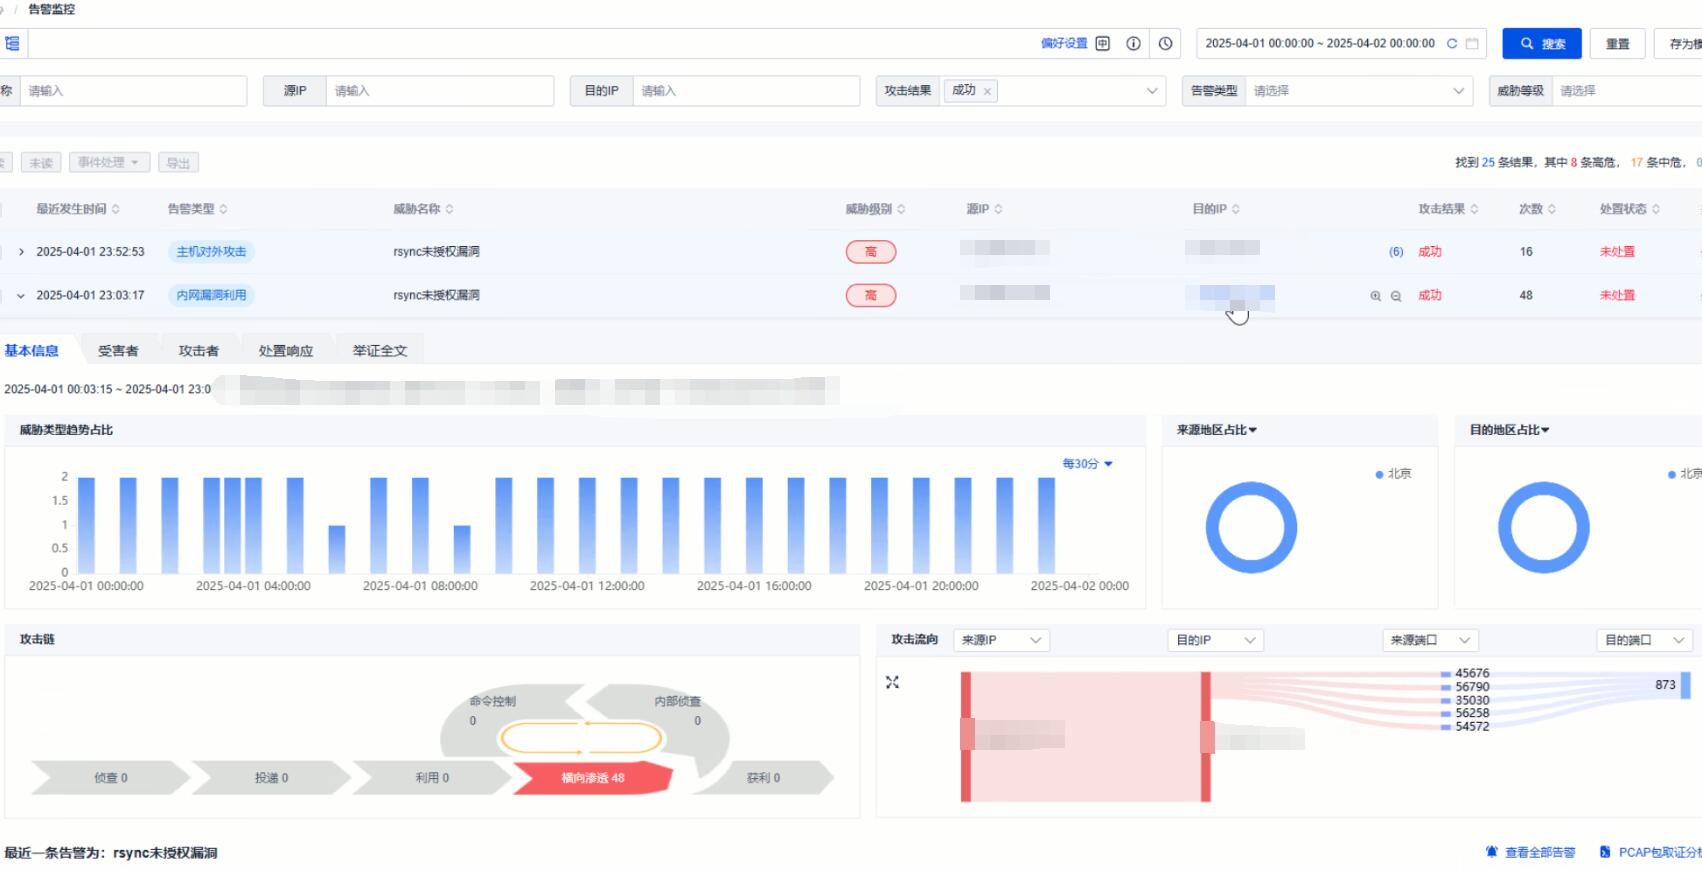 / 告警监控
偏好设置 2025-04-01 00:00:00 ~ 2025-04-02 00:00:00 搜索 重置 存为模
称 请输入 源IP 请输入 目的IP 请输入 攻击结果 成功 × 告警类型 请选择 威胁等级 请选择
未读 事件处理 导出 找到 25 条结果，其中 8 条高危， 17 条中危， 0
最近发生时间 告警类型 威胁名称 威胁级别 源IP 目的IP 攻击结果 次数 处置状态
2025-04-01 23:52:53 主机对外攻击 rsync未授权漏洞 高 (6) 成功 16 未处置
2025-04-01 23:03:17 内网漏洞利用 rsync未授权漏洞 高 成功 48 未处置
基本信息 受害者 攻击者 处置响应 举证全文
2025-04-01 00:03:15 ~ 2025-04-01 23:0
威胁类型趋势占比 来源地区占比 目的地区占比
每30分
北京 北京
2
1.5
1
0.5
0
2025-04-01 00:00:00 2025-04-01 04:00:00 2025-04-01 08:00:00 2025-04-01 12:00:00 2025-04-01 16:00:00 2025-04-01 20:00:00 2025-04-02 00:00
攻击链 攻击流向 来源IP 目的IP 来源端口 目的端口
命令控制 内部侦查
0 0
侦查 0 投递 0 利用 0 横向渗透 48 获利 0
45676
56790
35030
56258
54572
873
最近一条告警为：rsync未授权漏洞 查看全部告警 PCAP包取证分析